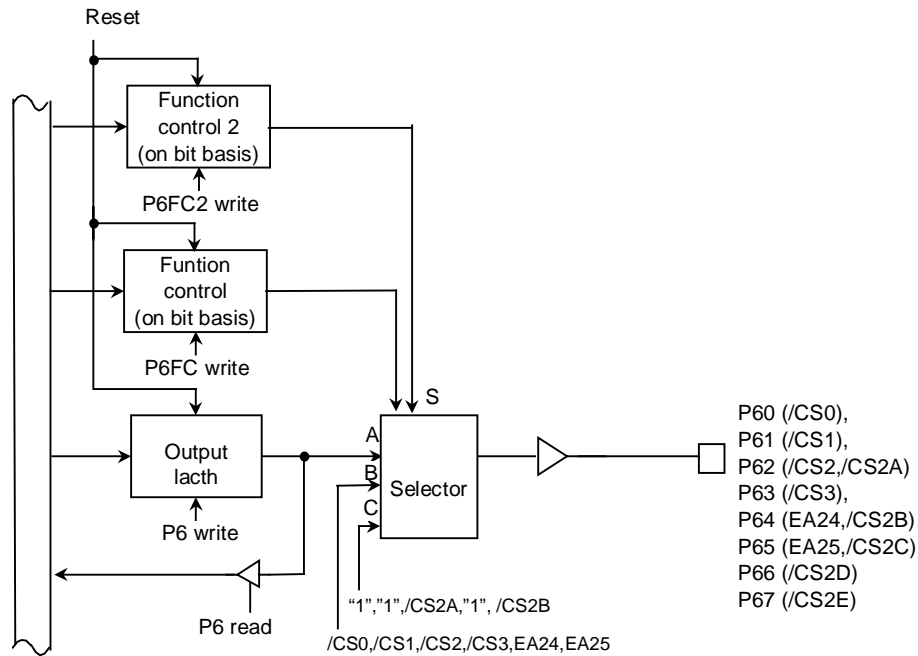 Reset
Function
control 2
(on bit basis)
P6FC2 write
Funtion
control
(on bit basis)
P6FC write
S
Output
lacth
P6 write
A
B
C
Selector
P60 (/CS0),
P61 (/CS1),
P62 (/CS2,/CS2A)
P63 (/CS3),
P64 (EA24,/CS2B)
P65 (EA25,/CS2C)
P66 (/CS2D)
P67 (/CS2E)
P6 read
“1”,”1”,/CS2A,”1”, /CS2B
/CS0,/CS1,/CS2,/CS3,EA24,EA25